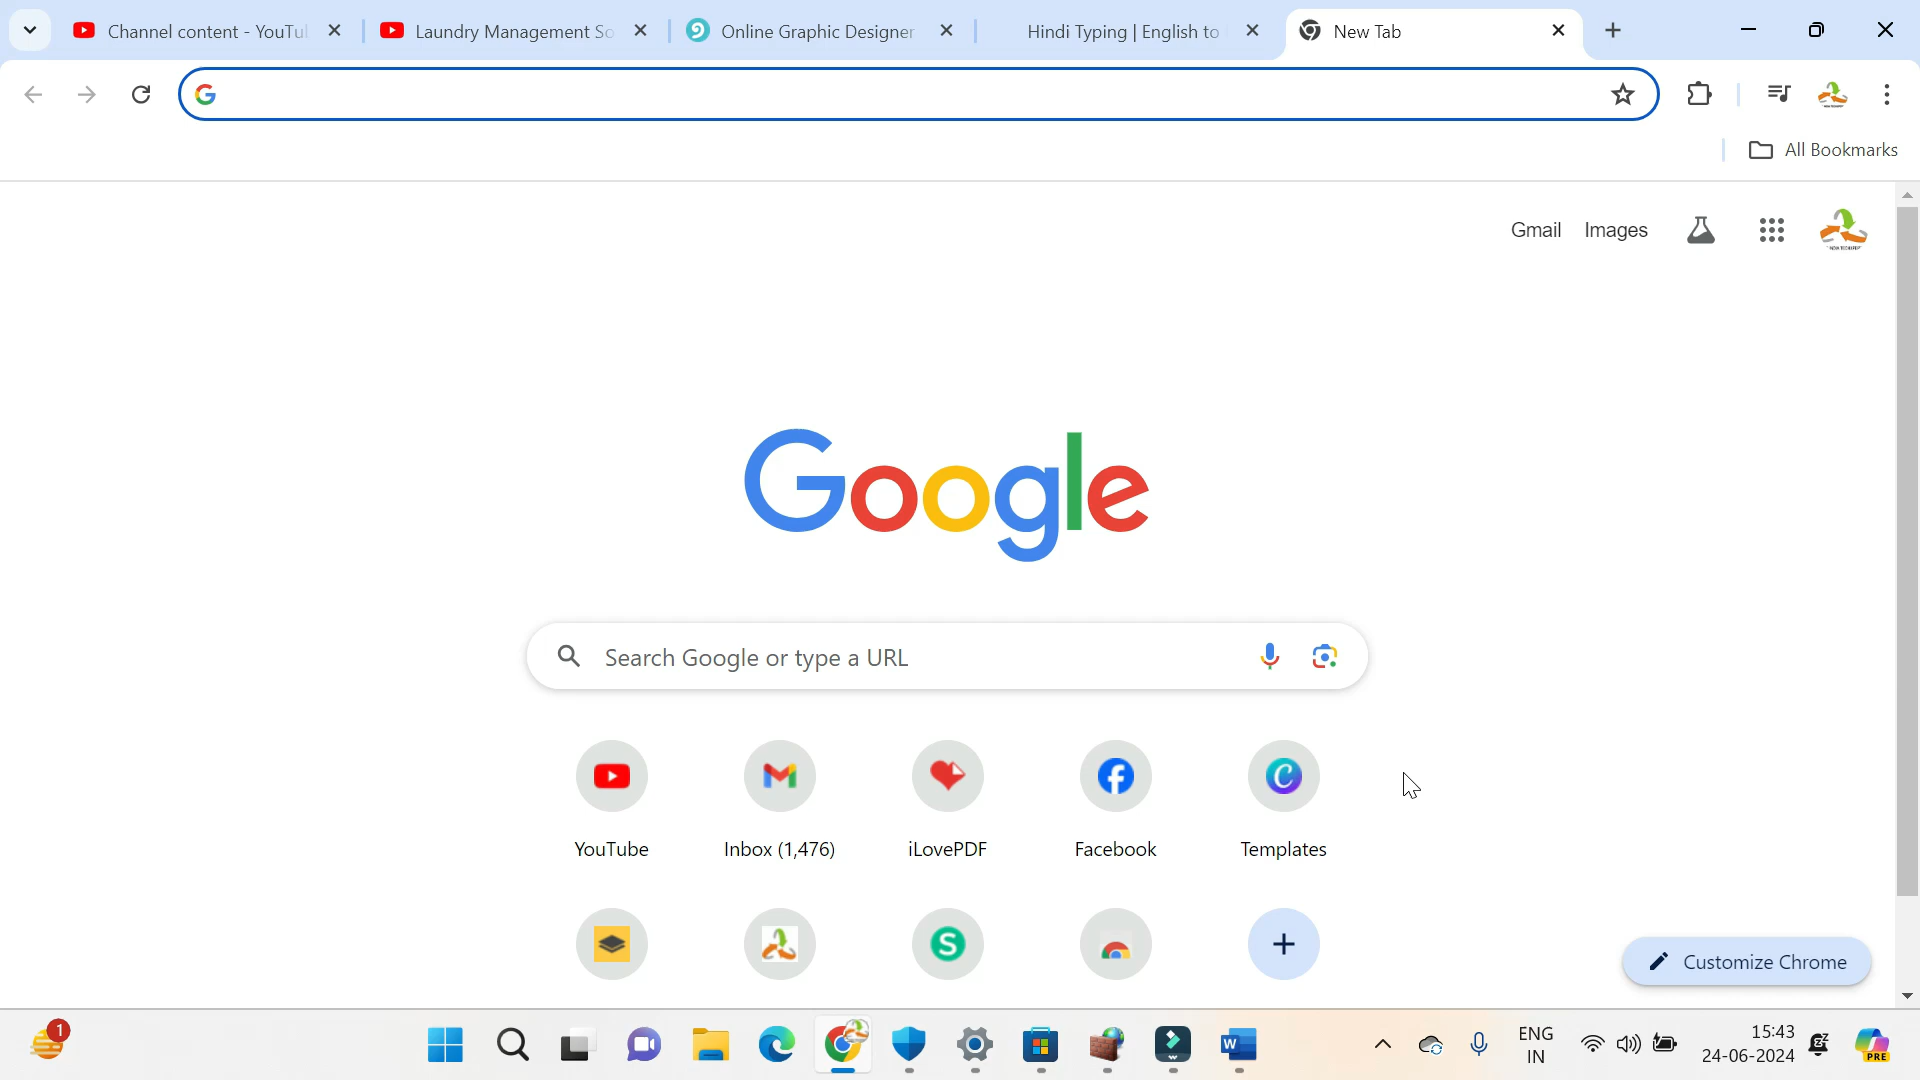 Channel content - YouTu
Laundry Management So
Online Graphic Designer
Hindi Typing | English to
New Tab
All Bookmarks
Gmail
Images
Google
Search Google or type a URL
YouTube
Inbox (1,476)
iLovePDF
Facebook
Templates
Customize Chrome
1
ENG
IN
15:43
24-06-2024
PRE